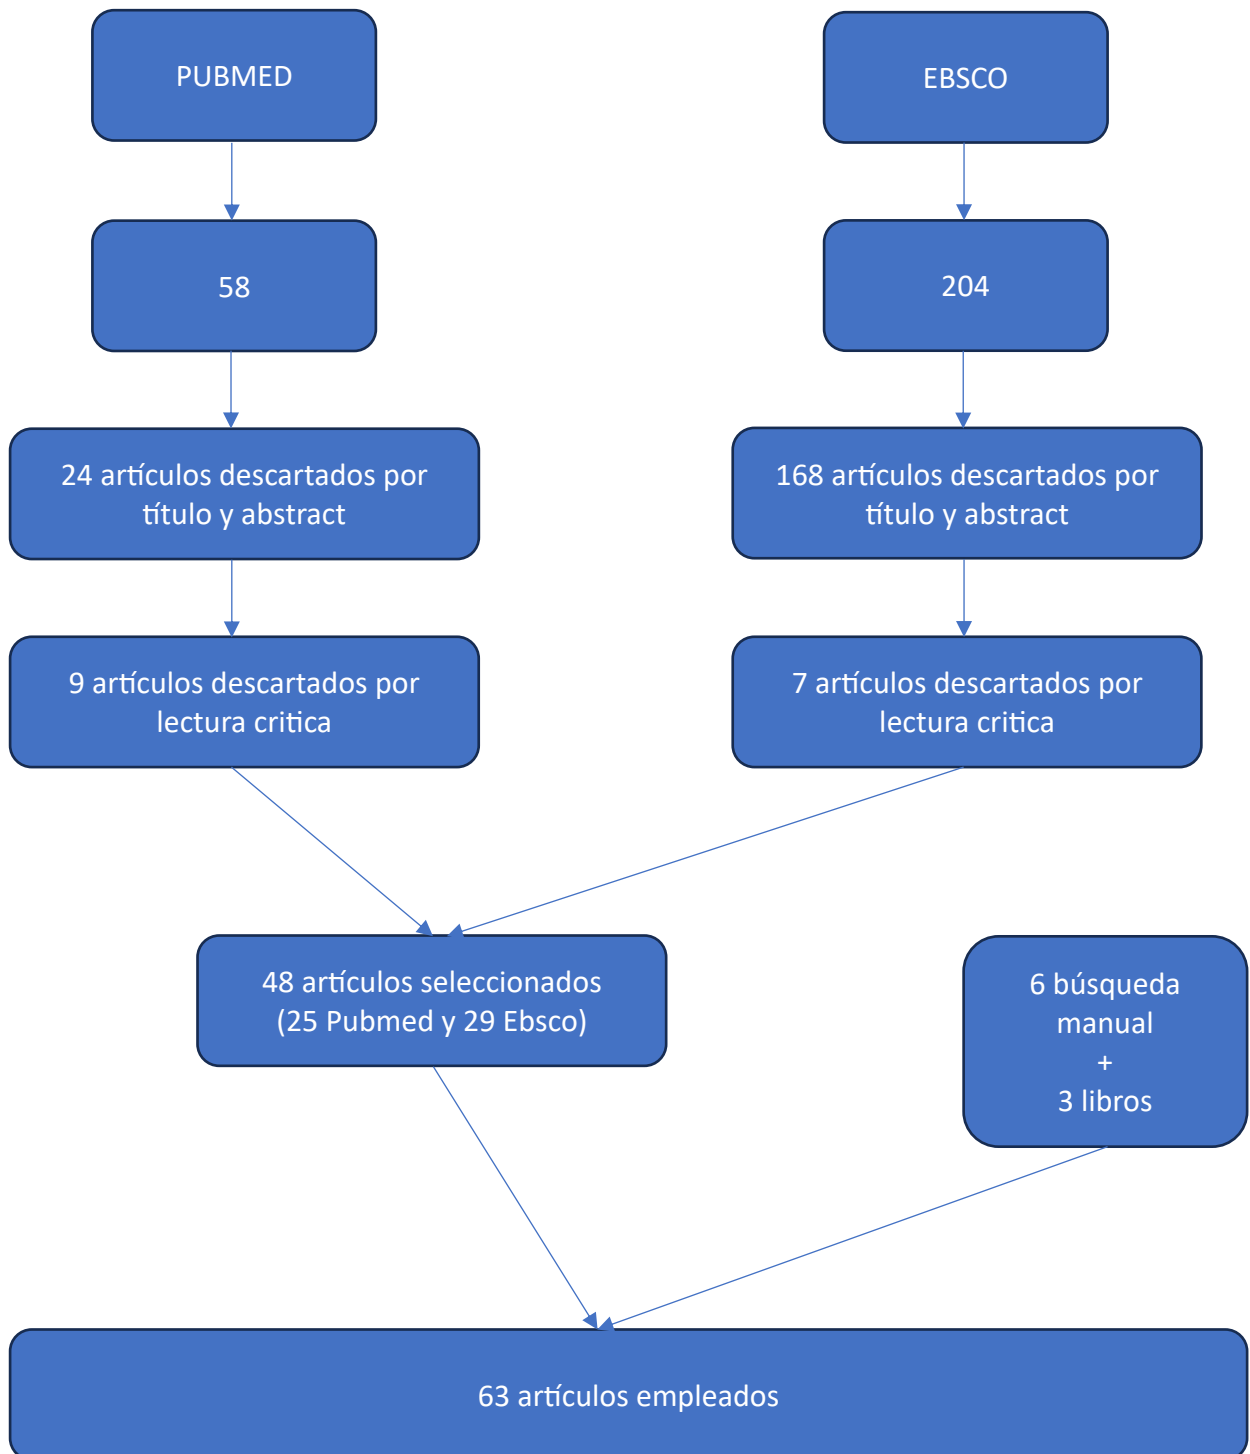 PUBMED
EBSCO
58
204
24 artículos descartados por
título y abstract
168 artículos descartados por
título y abstract
9 artículos descartados por
lectura critica
7 artículos descartados por
lectura critica
48 artículos seleccionados
(25 Pubmed y 29 Ebsco)
6 búsqueda
manual
+
3 libros
63 artículos empleados